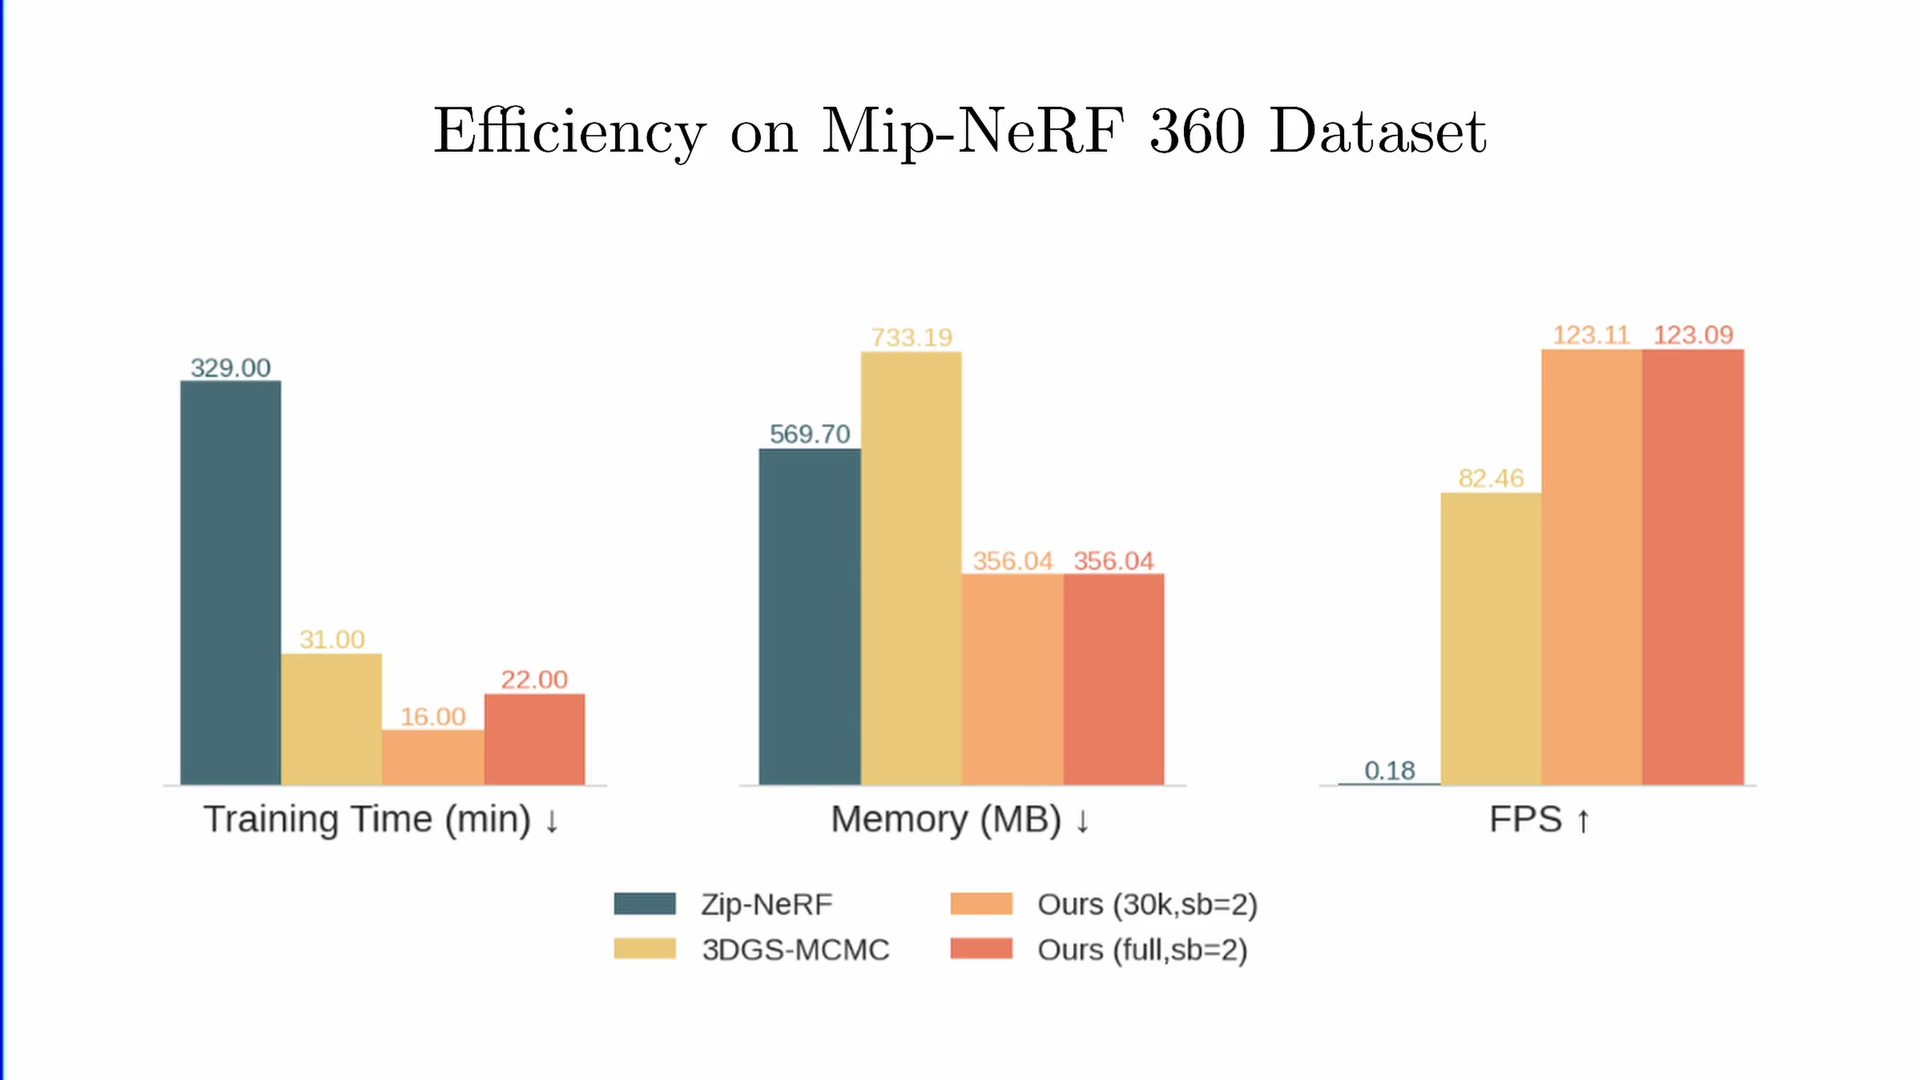 Efficiency on Mip-NeRF 360 Dataset
329.00
31.00
16.00
22.00
Training Time (min) ↓
569.70
733.19
356.04
356.04
Memory (MB) ↓
0.18
82.46
123.11
123.09
FPS ↑
Zip-NeRF
3DGS-MCMC
Ours (30k,sb=2)
Ours (full,sb=2)